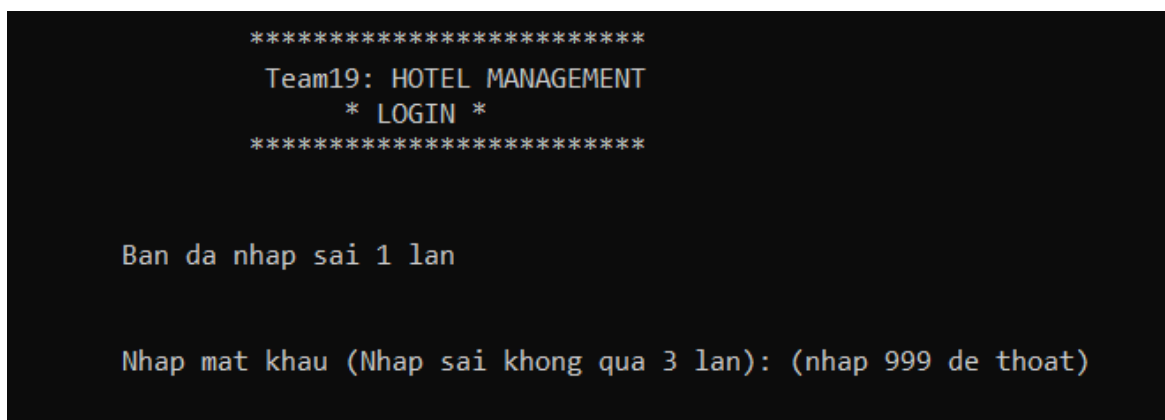 *************************
Team19: HOTEL MANAGEMENT
* LOGIN *
*************************
Ban da nhap sai 1 lan
Nhap mat khau (Nhap sai khong qua 3 lan): (nhap 999 de thoat)